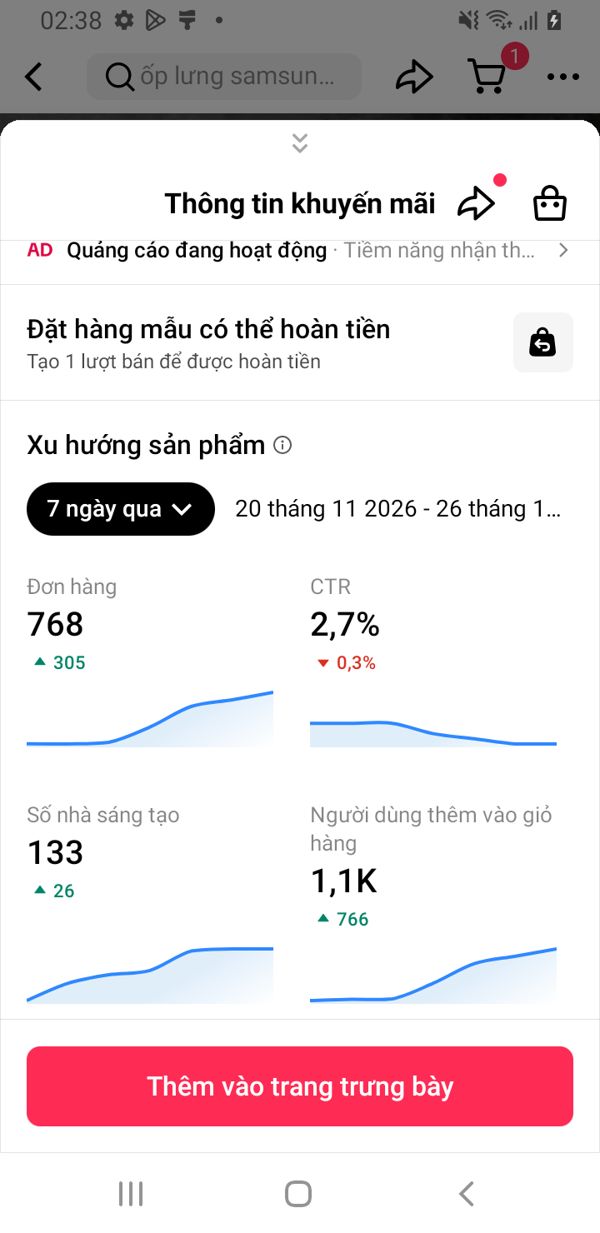 02:38
ốp lưng samsun...
1
Thông tin khuyến mãi
AD Quảng cáo đang hoạt động · Tiềm năng nhận th...
Đặt hàng mẫu có thể hoàn tiền
Tạo 1 lượt bán để được hoàn tiền
Xu hướng sản phẩm
7 ngày qua 20 tháng 11 2026 - 26 tháng 1...
Đơn hàng
768
305
CTR
2,7%
0,3%
Số nhà sáng tạo
133
26
Người dùng thêm vào giỏ
hàng
1,1K
766
Thêm vào trang trưng bày